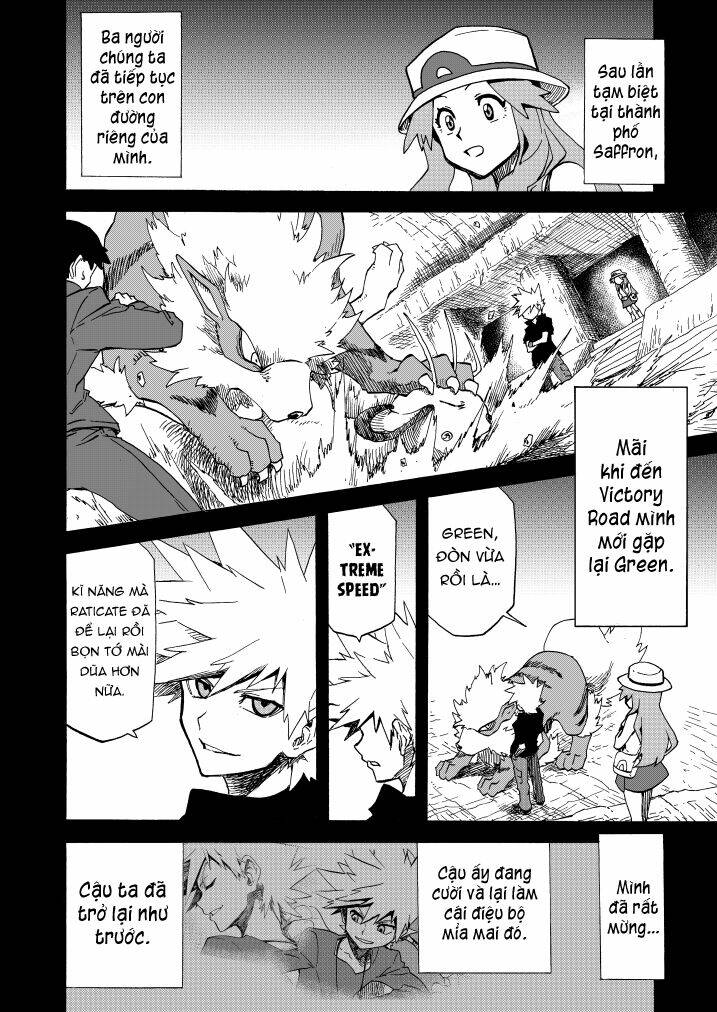 Sau lần
tạm biệt
tại thành
phố
Saffron,
Ba người
chúng ta
đã tiếp tục
trên con
đường
riêng của
mình.
Mãi
khi đến
Victory
Road mình
mới gặp
lại Green.
GREEN,
ĐÒN VỪA
RỒI LÀ...
"EX-
TREME
SPEED"
KĨ NĂNG MÀ
RATICATE ĐÃ
ĐỂ LẠI RỒI
BỌN TỚ MÀI
DŨA HƠN
NỮA.
Mình
đã rất
mừng...
Cậu ấy đang
cười và lại làm
cái điệu bộ
mỉa mai đó.
Cậu ta đã
trở lại như
trước.